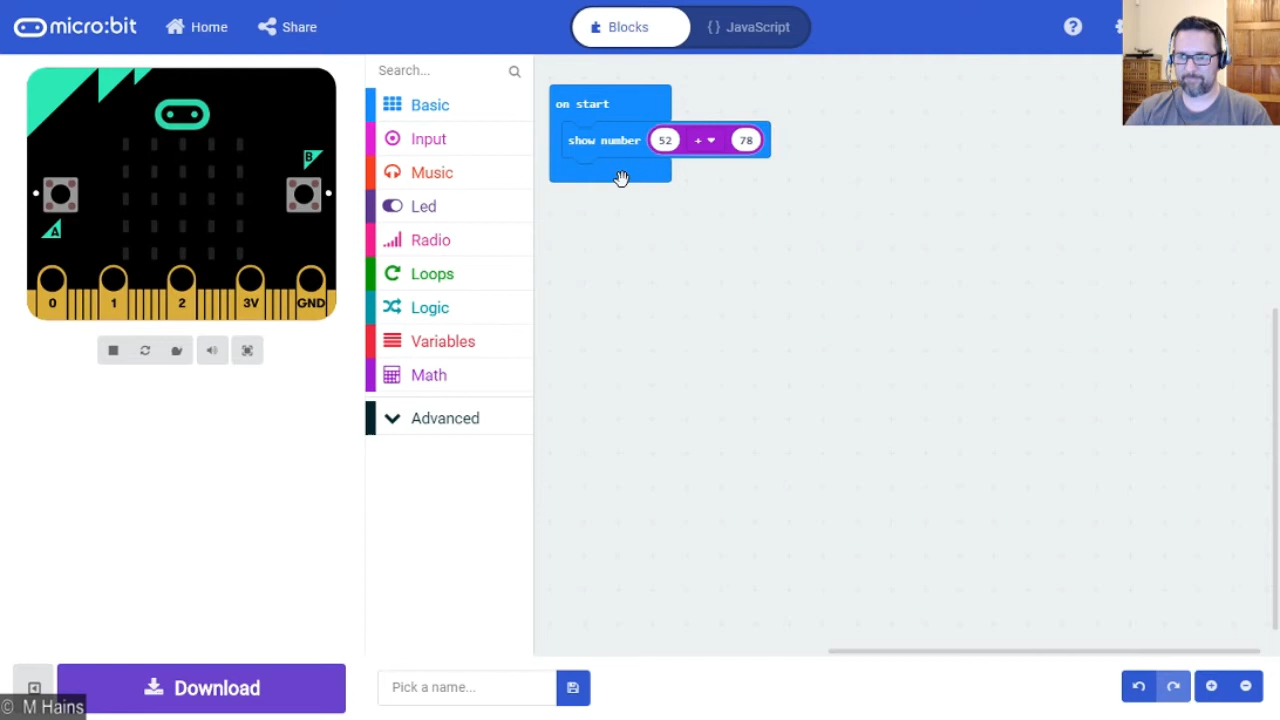 micro:bit Home Share Blocks { } JavaScript ?
Search...
Basic
Input
Music
Led
Radio
Loops
Logic
Variables
Math
Advanced
on start
show number 52 + 78
B
A
0 1 2 3V GND
Download
Pick a name...
© M Hains